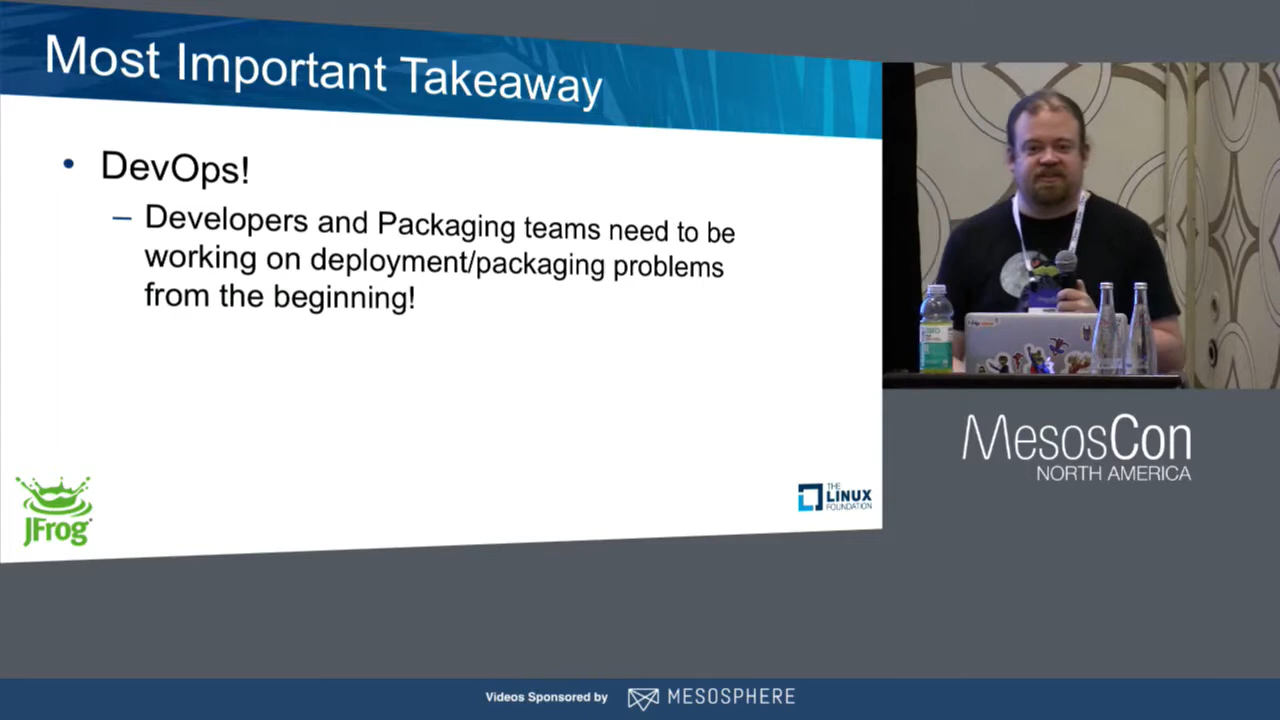 Most Important Takeaway
• DevOps!
– Developers and Packaging teams need to be
working on deployment/packaging problems
from the beginning!
JFrog
THE
LINUX
FOUNDATION
MesosCon
NORTH AMERICA
Videos Sponsored by MESOSPHERE